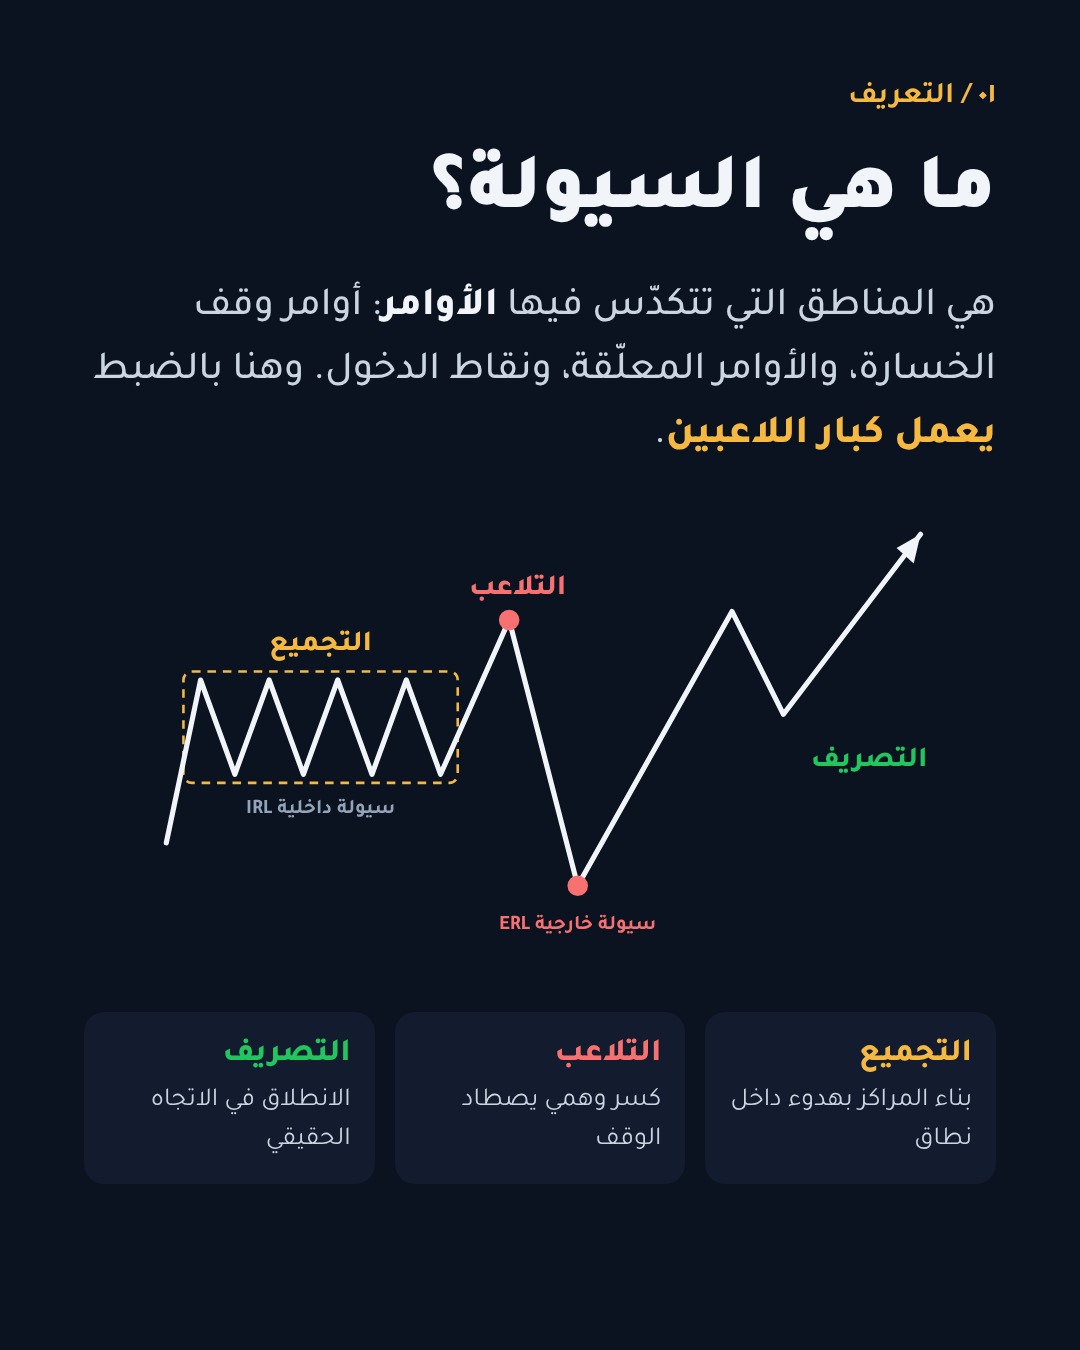 ٠١ / التعريف
ما هي السيولة؟
هي المناطق التي تتكدّس فيها الأوامر: أوامر وقف
الخسارة، والأوامر المعلّقة، ونقاط الدخول. وهنا بالضبط
يعمل كبار اللاعبين.
التلاعب
التجميع
سيولة داخلية IRL
التصريف
سيولة خارجية ERL
التجميع
بناء المراكز بهدوء داخل
نطاق
التلاعب
كسر وهمي يصطاد
الوقف
التصريف
الانطلاق في الاتجاه
الحقيقي